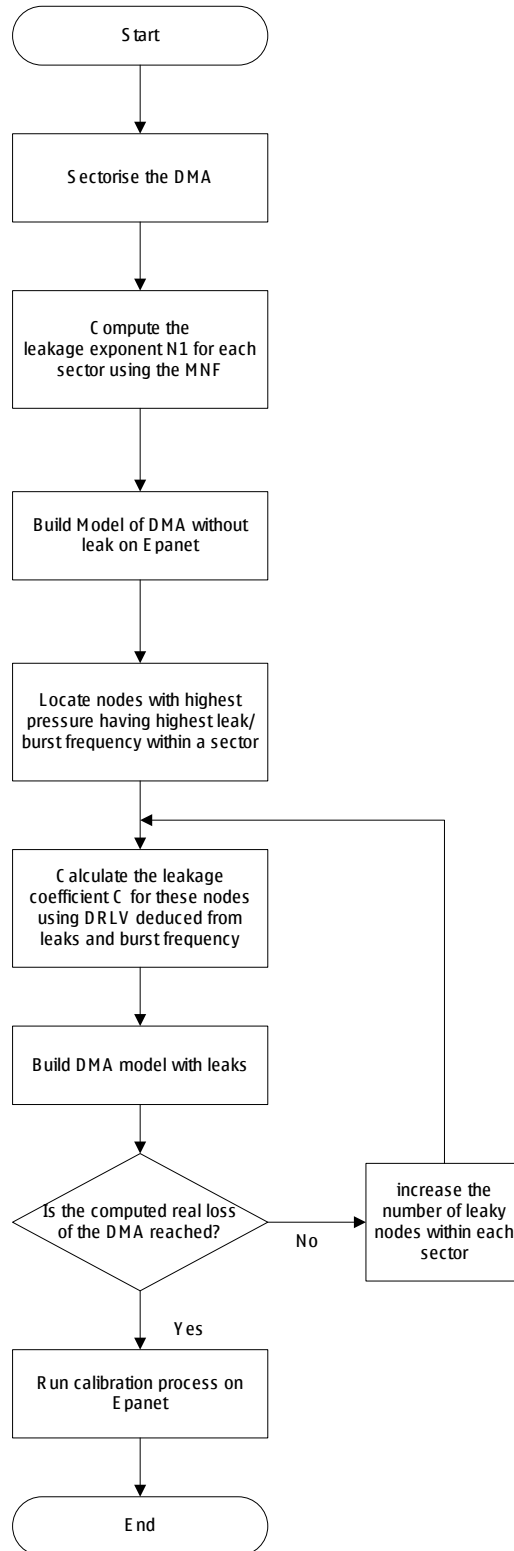 Start
Sectorise the DMA
Compute the
leakage exponent N1 for each
sector using the MNF
Build Model of DMA without
leak on Epanet
Locate nodes with highest
pressure having highest leak/
burst frequency within a sector
Calculate the leakage
coefficient C for these nodes
using DRLV deduced from
leaks and burst frequency
Build DMA model with leaks
Is the computed real loss
of the DMA reached?
No
increase the
number of leaky
nodes within each
sector
Yes
Run calibration process on
Epanet
End